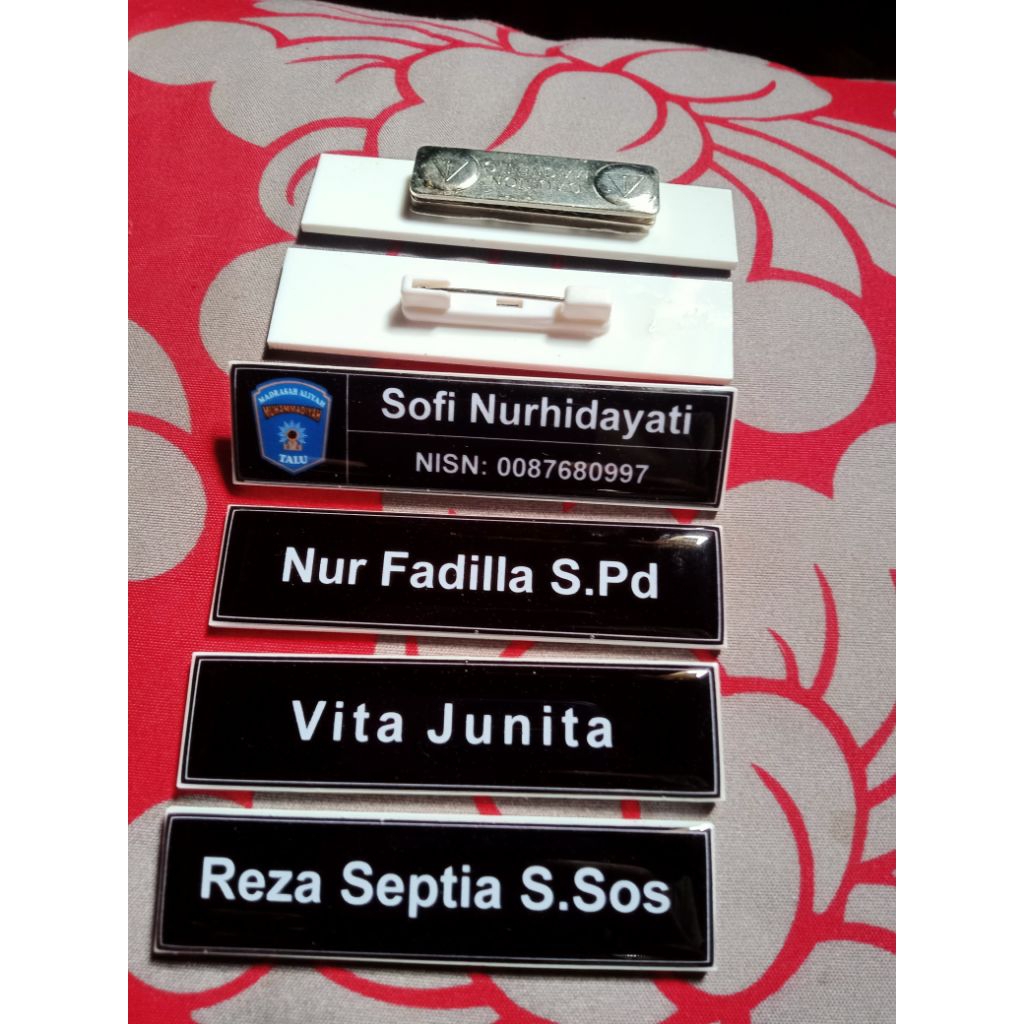 MADRASAH ALIYAH
MUHAMMADIYAH
TALU
Sofi Nurhidayati
NISN: 0087680997
Nur Fadilla S.Pd
Vita Junita
Reza Septia S.Sos